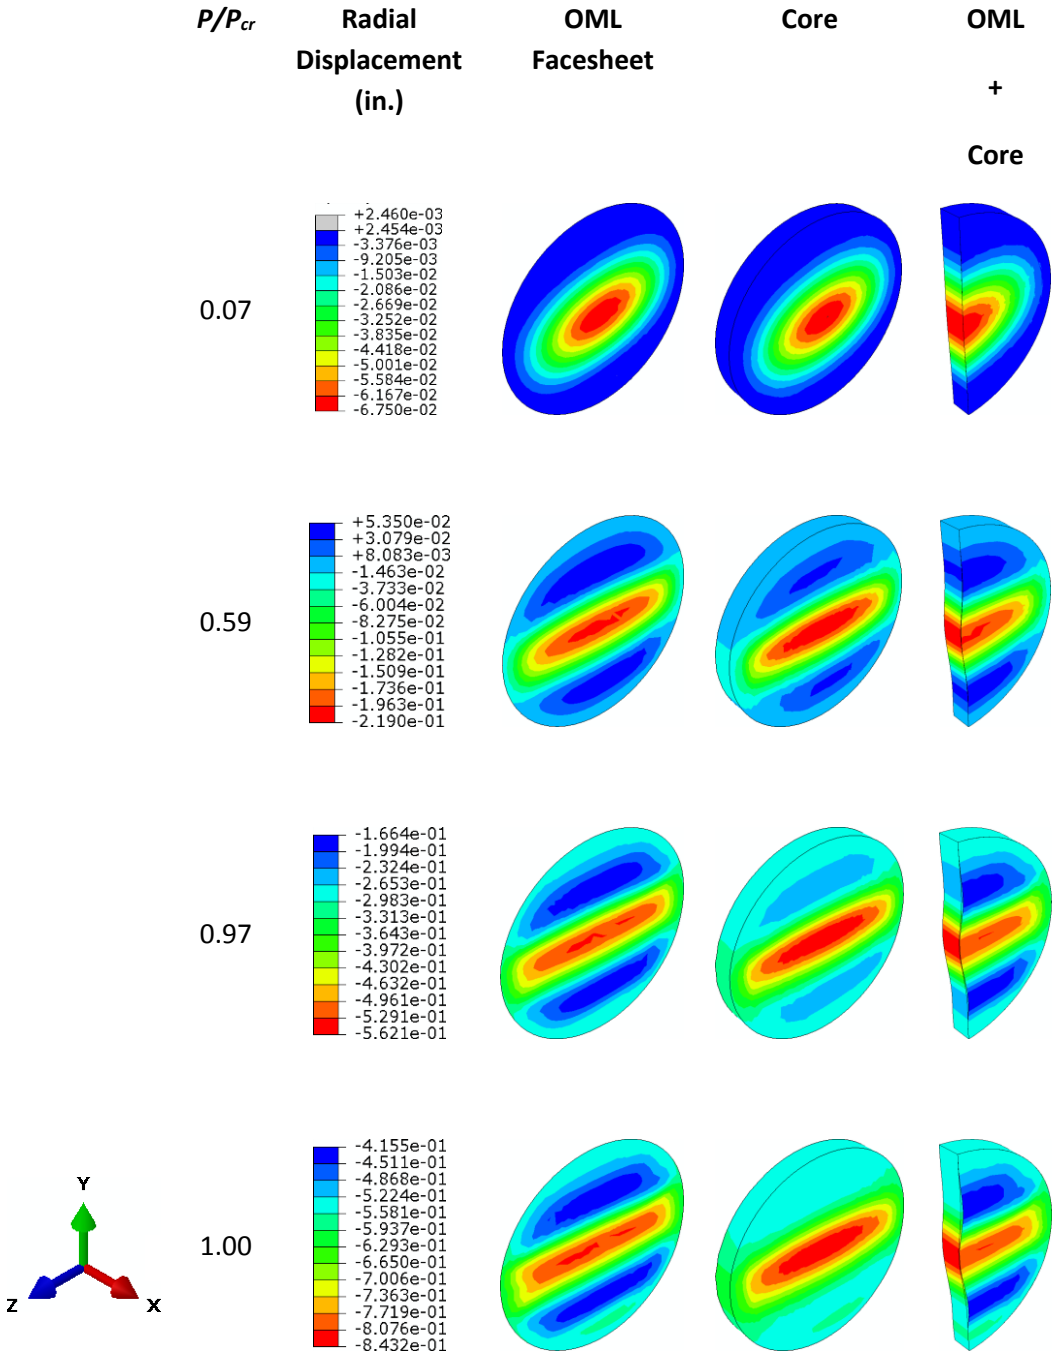 P/Pcr Radial OML Core OML
Displacement Facesheet
(in.)
+
Core
0.07
+2.460e-03
+2.454e-03
-3.376e-03
-9.205e-03
-1.503e-02
-2.086e-02
-2.669e-02
-3.252e-02
-3.835e-02
-4.418e-02
-5.001e-02
-5.584e-02
-6.167e-02
-6.750e-02
0.59
+5.350e-02
+3.079e-02
+8.083e-03
-1.463e-02
-3.733e-02
-6.004e-02
-8.275e-02
-1.055e-01
-1.282e-01
-1.509e-01
-1.736e-01
-1.963e-01
-2.190e-01
0.97
-1.664e-01
-1.994e-01
-2.324e-01
-2.653e-01
-2.983e-01
-3.313e-01
-3.643e-01
-3.972e-01
-4.302e-01
-4.632e-01
-4.961e-01
-5.291e-01
-5.621e-01
1.00
-4.155e-01
-4.511e-01
-4.868e-01
-5.224e-01
-5.581e-01
-5.937e-01
-6.293e-01
-6.650e-01
-7.006e-01
-7.363e-01
-7.719e-01
-8.076e-01
-8.432e-01
Y
Z X